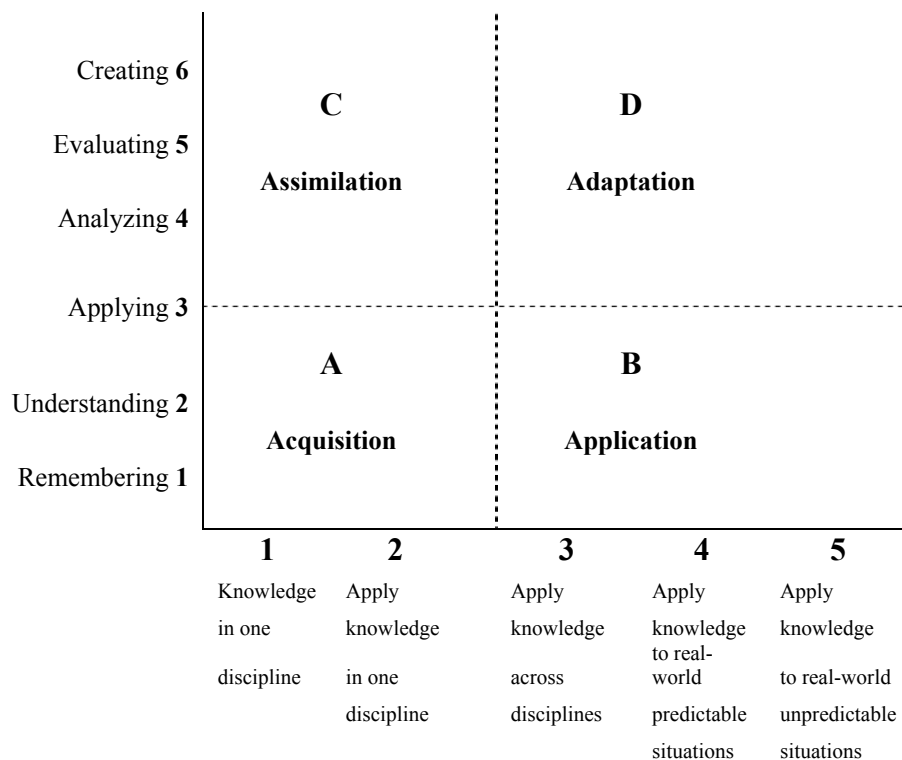 Creating 6
C D
Evaluating 5
Assimilation Adaptation
Analyzing 4
Applying 3
A B
Understanding 2
Acquisition Application
Remembering 1
1 2 3 4 5
Knowledge
in one
discipline
Apply
knowledge
in one
discipline
Apply
knowledge
across
disciplines
Apply
knowledge
to real-
world
predictable
situations
Apply
knowledge
to real-world
unpredictable
situations